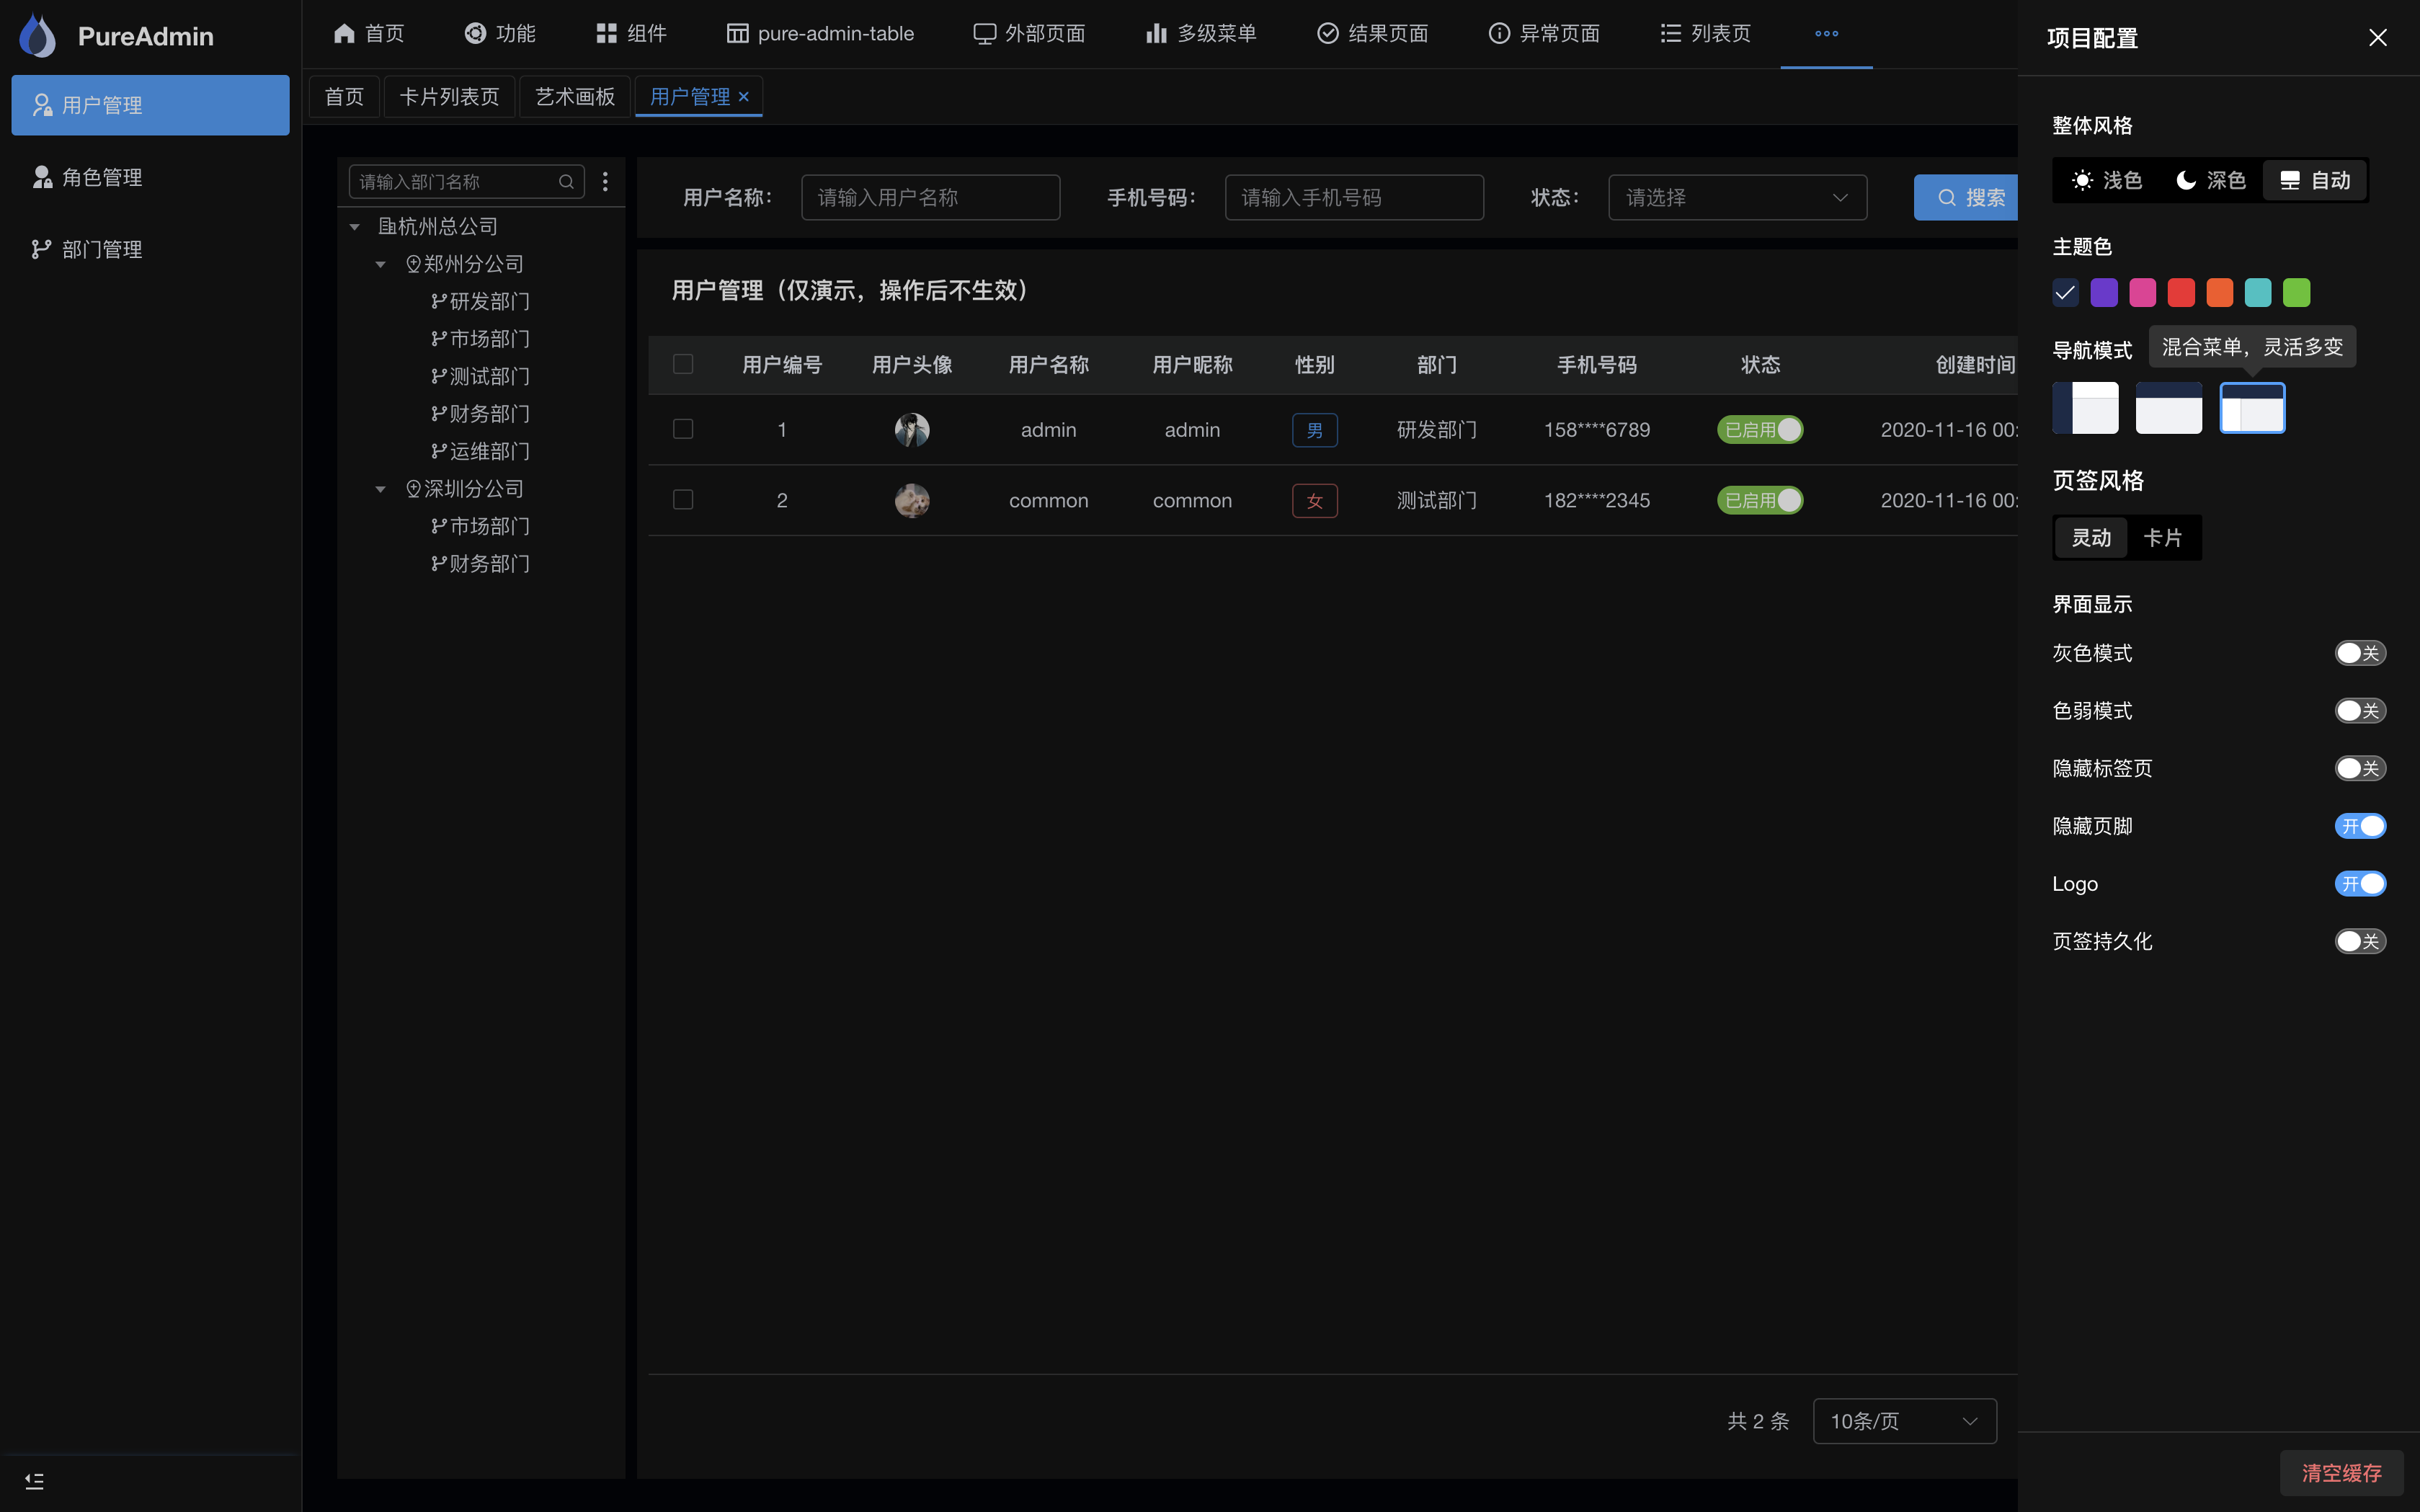 PureAdmin
用户管理
角色管理
部门管理
首页
功能
组件
pure-admin-table
外部页面
多级菜单
结果页面
异常页面
列表页
首页
卡片列表页
艺术画板
用户管理
请输入部门名称
杭州总公司
郑州分公司
研发部门
市场部门
测试部门
财务部门
运维部门
深圳分公司
市场部门
财务部门
用户名称：
请输入用户名称
手机号码：
请输入手机号码
状态：
请选择
搜索
用户管理（仅演示，操作后不生效）
用户编号 用户头像 用户名称 用户昵称 性别 部门 手机号码 状态 创建时间
1 admin admin 男 研发部门 158****6789 已启用 2020-11-16 00:
2 common common 女 测试部门 182****2345 已启用 2020-11-16 00:
共 2 条
10条/页
项目配置
整体风格
浅色 深色 自动
主题色
导航模式
混合菜单，灵活多变
页签风格
灵动 卡片
界面显示
灰色模式 关
色弱模式 关
隐藏标签页 关
隐藏页脚 开
Logo 开
页签持久化 关
清空缓存